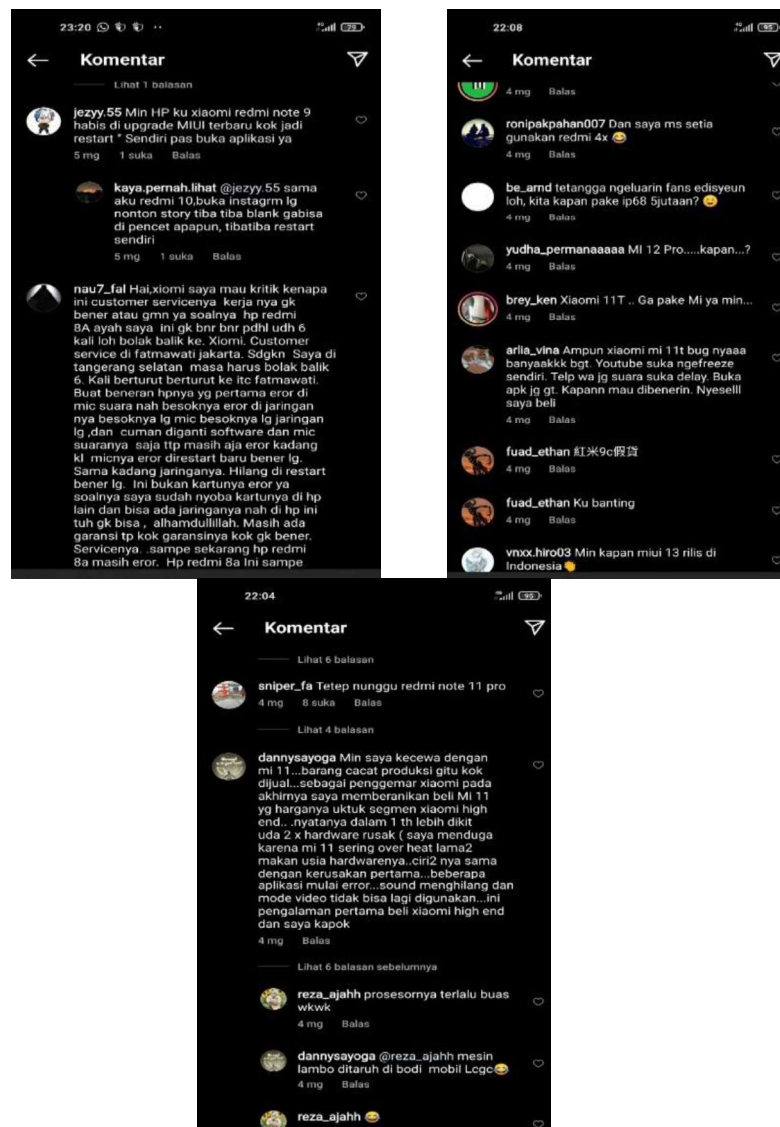 23:20
4G
79
Komentar
Lihat 1 balasan
jezyy.55 Min HP ku xiaomi redmi note 9
habis di upgrade MIUI terbaru kok jadi
restart " Sendiri pas buka aplikasi ya
5 mg 1 suka Balas
kaya.pernah.lihat @jezyy.55 sama
aku redmi 10,buka instagrm lg
nonton story tiba tiba blank gabisa
di pencet apapun, tibatiba restart
sendiri
5 mg 1 suka Balas
nau7_fal Hai,xiomi saya mau kritik kenapa
ini customer servicenya kerja nya gk
bener atau gmn ya soalnya hp redmi
8A ayah saya ini gk bnr bnr pdhl udh 6
kali loh bolak balik ke. Xiomi. Customer
service di fatmawati jakarta. Sdgkn Saya di
tangerang selatan masa harus bolak balik
6. Kali berturut berturut ke itc fatmawati.
Buat beneran hpnya yg pertama eror di
mic suara nah besoknya eror di jaringan
nya besoknya lg mic besoknya lg jaringan
lg ,dan cuman diganti software dan mic
suaranya saja ttp masih aja eror kadang
kl micnya eror direstart baru bener lg.
Sama kadang jaringanya. Hilang di restart
bener lg. Ini bukan kartunya eror ya
soalnya saya sudah nyoba kartunya di hp
lain dan bisa ada jaringanya nah di hp ini
tuh gk bisa , alhamdullillah. Masih ada
garansi tp kok garansinya kok gk bener.
Servicenya. .sampe sekarang hp redmi
8a masih eror. Hp redmi 8a Ini sampe
22:08
4G
95
Komentar
4 mg Balas
ronipakpahan007 Dan saya ms setia
gunakan redmi 4x 😂
4 mg Balas
be_arnd tetangga ngeluarin fans edisyeun
loh, kita kapan pake ip68 5jutaan? 😄
4 mg Balas
yudha_permanaaaaa MI 12 Pro.....kapan...?
4 mg Balas
brey_ken Xiaomi 11T .. Ga pake Mi ya min...
4 mg Balas
arlia_vina Ampun xiaomi mi 11t bug nyaaa
banyaakkk bgt. Youtube suka ngefreeze
sendiri. Telp wa jg suara suka delay. Buka
apk jg gt. Kapann mau dibenerin. Nyeselll
saya beli
4 mg Balas
fuad_ethan 紅米9c假貨
4 mg Balas
fuad_ethan Ku banting
4 mg Balas
vnxx.hiro03 Min kapan miui 13 rilis di
Indonesia👏
22:04
4G
95
Komentar
Lihat 6 balasan
sniper_fa Tetep nunggu redmi note 11 pro
4 mg 8 suka Balas
Lihat 4 balasan
dannysayoga Min saya kecewa dengan
mi 11...barang cacat produksi gitu kok
dijual...sebagai penggemar xiaomi pada
akhirnya saya memberanikan beli Mi 11
yg harganya uktuk segmen xiaomi high
end.. .nyatanya dalam 1 th lebih dikit
uda 2 x hardware rusak ( saya menduga
karena mi 11 sering over heat lama2
makan usia hardwarenya..ciri2 nya sama
dengan kerusakan pertama...beberapa
aplikasi mulai error...sound menghilang dan
mode video tidak bisa lagi digunakan...ini
pengalaman pertama beli xiaomi high end
dan saya kapok
4 mg Balas
Lihat 6 balasan sebelumnya
reza_ajahh prosesornya terlalu buas
wkwk
4 mg Balas
dannysayoga @reza_ajahh mesin
lambo ditaruh di bodi mobil Lcgc😂
4 mg Balas
reza_ajahh 😂